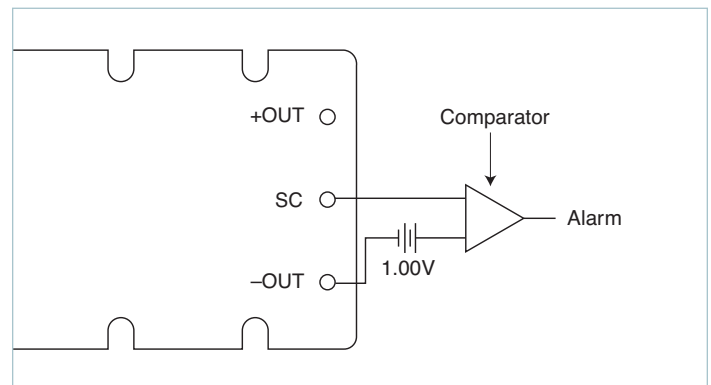 +OUT
Comparator
SC
Alarm
–OUT
1.00V